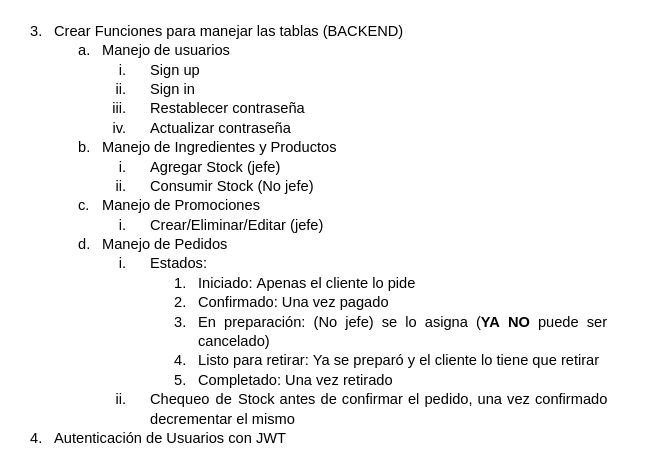 3. Crear Funciones para manejar las tablas (BACKEND)
a. Manejo de usuarios
i. Sign up
ii. Sign in
iii. Restablecer contraseña
iv. Actualizar contraseña
b. Manejo de Ingredientes y Productos
i. Agregar Stock (jefe)
ii. Consumir Stock (No jefe)
c. Manejo de Promociones
i. Crear/Eliminar/Editar (jefe)
d. Manejo de Pedidos
i. Estados:
1. Iniciado: Apenas el cliente lo pide
2. Confirmado: Una vez pagado
3. En preparación: (No jefe) se lo asigna (YA NO puede ser
cancelado)
4. Listo para retirar: Ya se preparó y el cliente lo tiene que retirar
5. Completado: Una vez retirado
ii. Chequeo de Stock antes de confirmar el pedido, una vez confirmado
decrementar el mismo
4. Autenticación de Usuarios con JWT